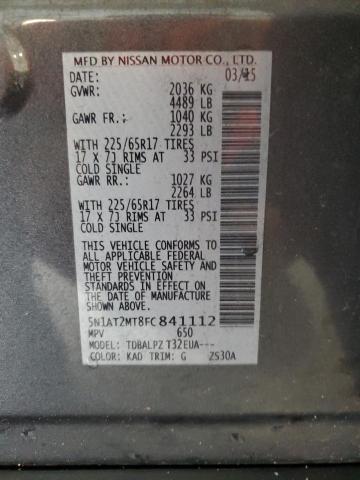 MFD BY NISSAN MOTOR CO., LTD.
DATE: 03/15
GVWR: 2036 KG
4489 LB
GAWR FR.: 1040 KG
2293 LB
WITH 225/65R17 TIRES
17 X 7J RIMS AT 33 PSI
COLD SINGLE
GAWR RR.: 1027 KG
2264 LB
WITH 225/65R17 TIRES
17 X 7J RIMS AT 33 PSI
COLD SINGLE
THIS VEHICLE CONFORMS TO
ALL APPLICABLE FEDERAL
MOTOR VEHICLE SAFETY
AND THEFT PREVENTION
STANDARDS IN EFFECT ON
THE DATE OF MANUFACTURE
SHOWN ABOVE.
5N1AT2MT8FC841112
MPV 650
MODEL: TDBALPZ T32EUA---
COLOR: KAD TRIM: G ZS30A